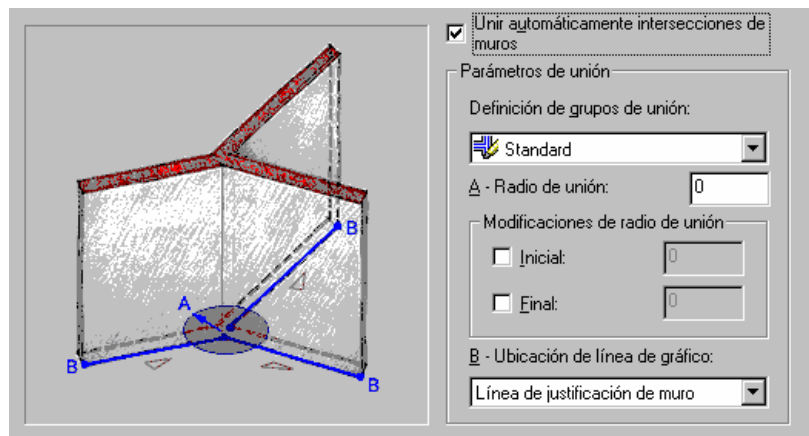 Unir automáticamente intersecciones de
muros
Parámetros de unión
Definición de grupos de unión:
Standard
A - Radio de unión:
0
Modificaciones de radio de unión
Inicial:
0
Final:
0
B - Ubicación de línea de gráfico:
Línea de justificación de muro
B
A
B
B